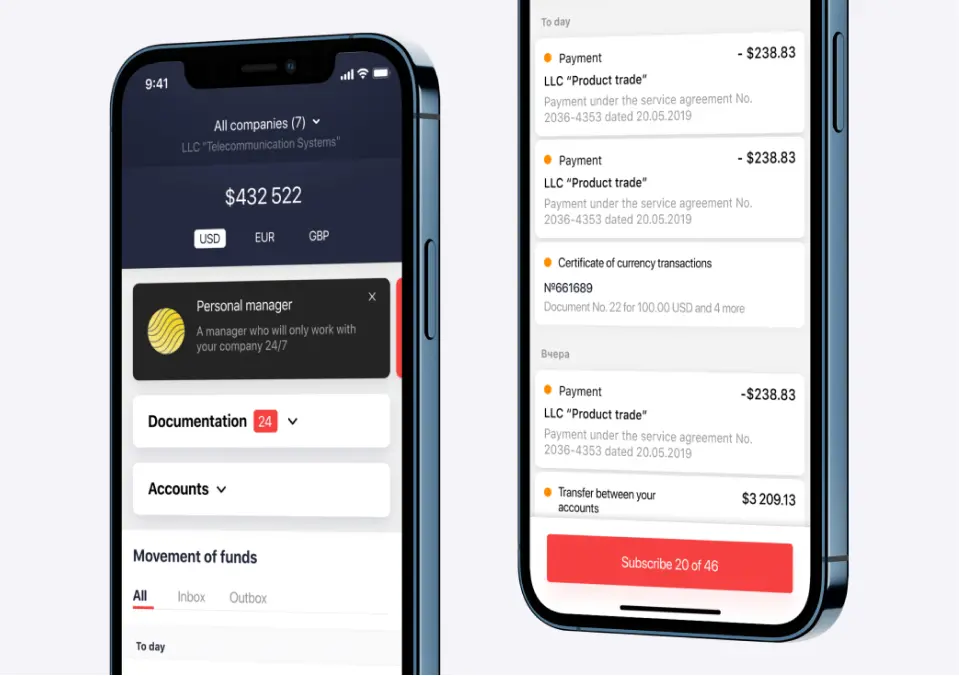 9:41
All companies (7)
LLC "Telecommunication Systems"
$432 522
USD EUR GBP
Personal manager
X
A manager who will only work with
your company 24/7
Documentation 24
Accounts
Movement of funds
All Inbox Outbox
To day
To day
Payment - $238.83
LLC “Product trade”
Payment under the service agreement No.
2036-4353 dated 20.05.2019
Payment - $238.83
LLC “Product trade”
Payment under the service agreement No.
2036-4353 dated 20.05.2019
Certificate of currency transactions
№661689
Document No. 22 for 100.00 USD and 4 more
Вчера
Payment -$238.83
LLC “Product trade”
Payment under the service agreement No.
2036-4353 dated 20.05.2019
Transfer between your $3 209.13
accounts
Subscribe 20 of 46